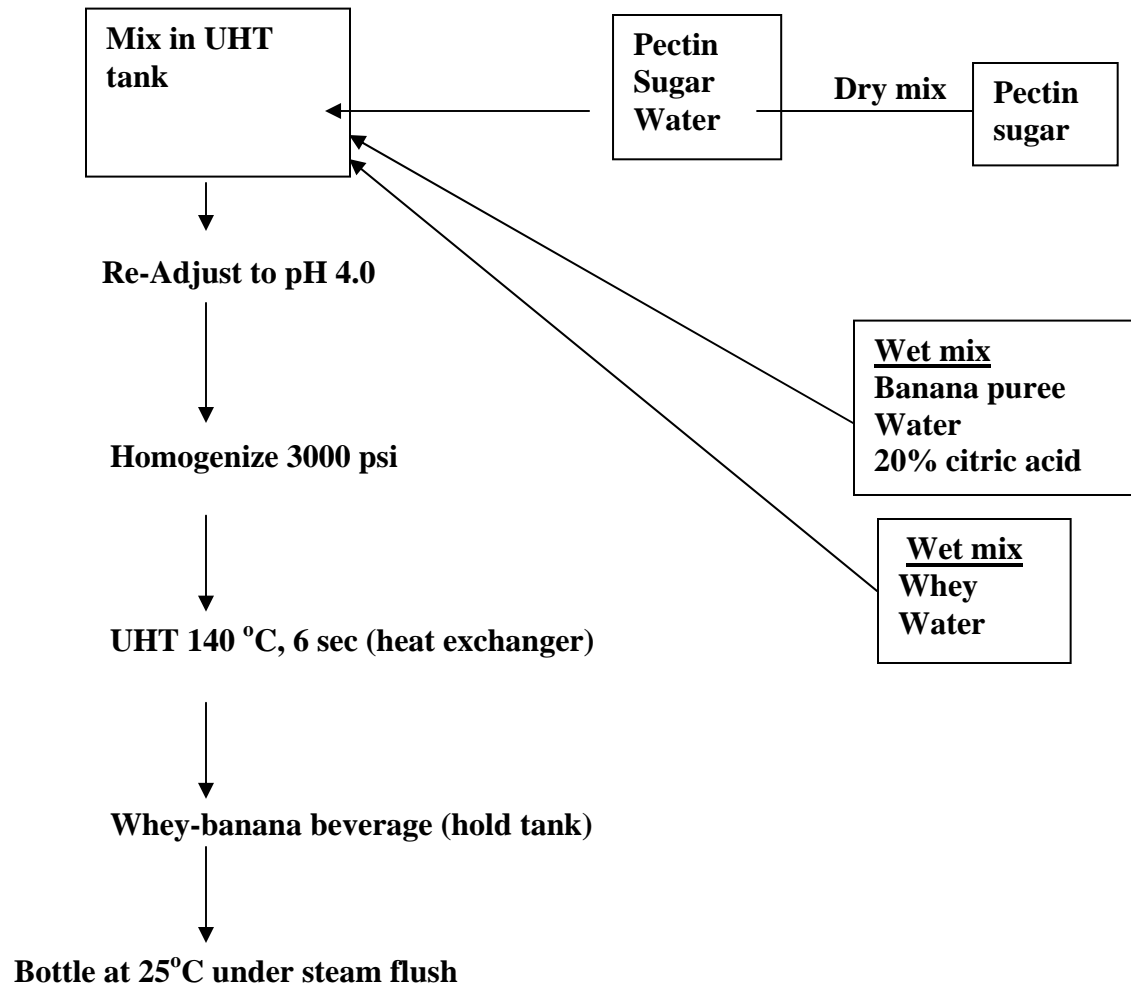 Mix in UHT
tank
Pectin
Sugar
Water
Dry mix
Pectin
sugar
Re-Adjust to pH 4.0
Wet mix
Banana puree
Water
20% citric acid
Homogenize 3000 psi
Wet mix
Whey
Water
UHT 140 °C, 6 sec (heat exchanger)
Whey-banana beverage (hold tank)
Bottle at 25°C under steam flush